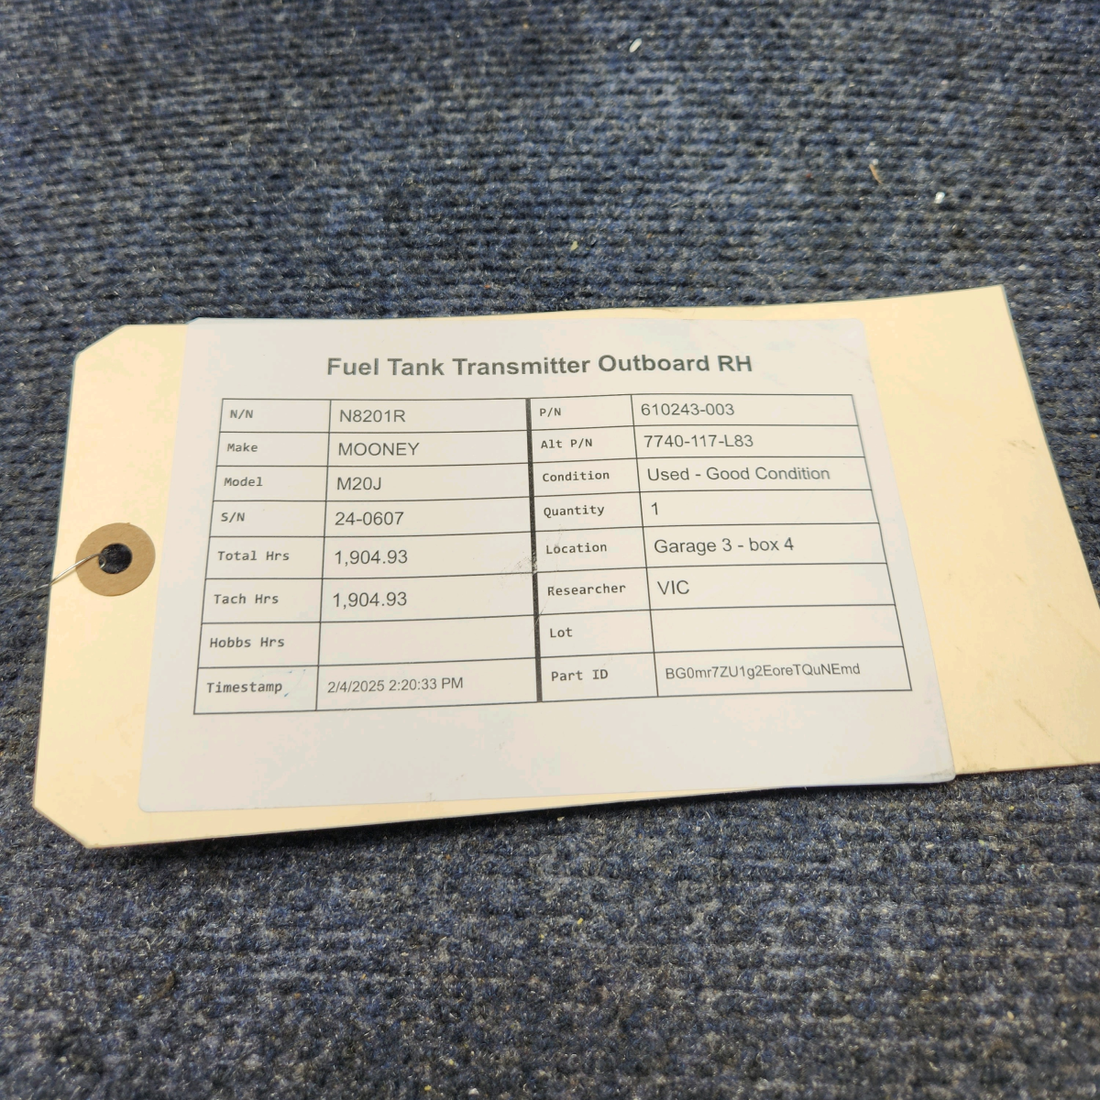 Fuel Tank Transmitter Outboard RH
N/N N8201R P/N 610243-003
Make MOONEY Alt P/N 7740-117-L83
Model M20J Condition Used - Good Condition
S/N 24-0607 Quantity 1
Total Hrs 1,904.93 Location Garage 3 - box 4
Tach Hrs 1,904.93 Researcher VIC
Hobbs Hrs Lot
Timestamp 2/4/2025 2:20:33 PM Part ID BG0mr7ZU1g2EoreTQuNEmd